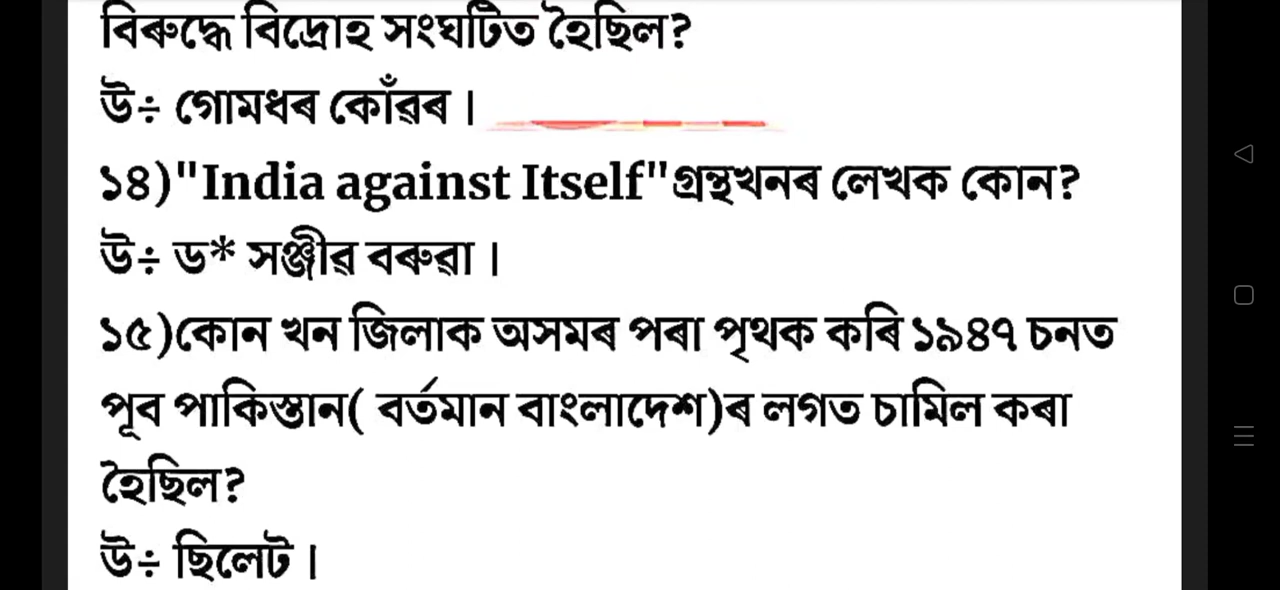 বিৰুদ্ধে বিদ্ৰোহ সংঘটিত হৈছিল?
উ÷ গোমধৰ কোঁৱৰ।
১৪)"India against Itself"গ্ৰন্থখনৰ লেখক কোন?
উ÷ ড* সঞ্জীৱ বৰুৱা।
১৫)কোন খন জিলাক অসমৰ পৰা পৃথক কৰি ১৯৪৭ চনত
পূব পাকিস্তান( বৰ্তমান বাংলাদেশ)ৰ লগত চামিল কৰা
হৈছিল?
উ÷ ছিলেট।